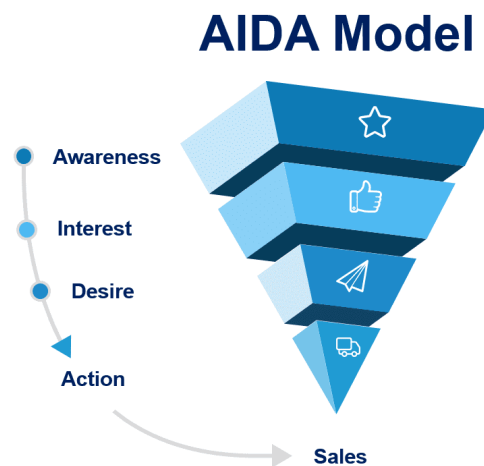 AIDA Model
Awareness
Interest
Desire
Action
Sales